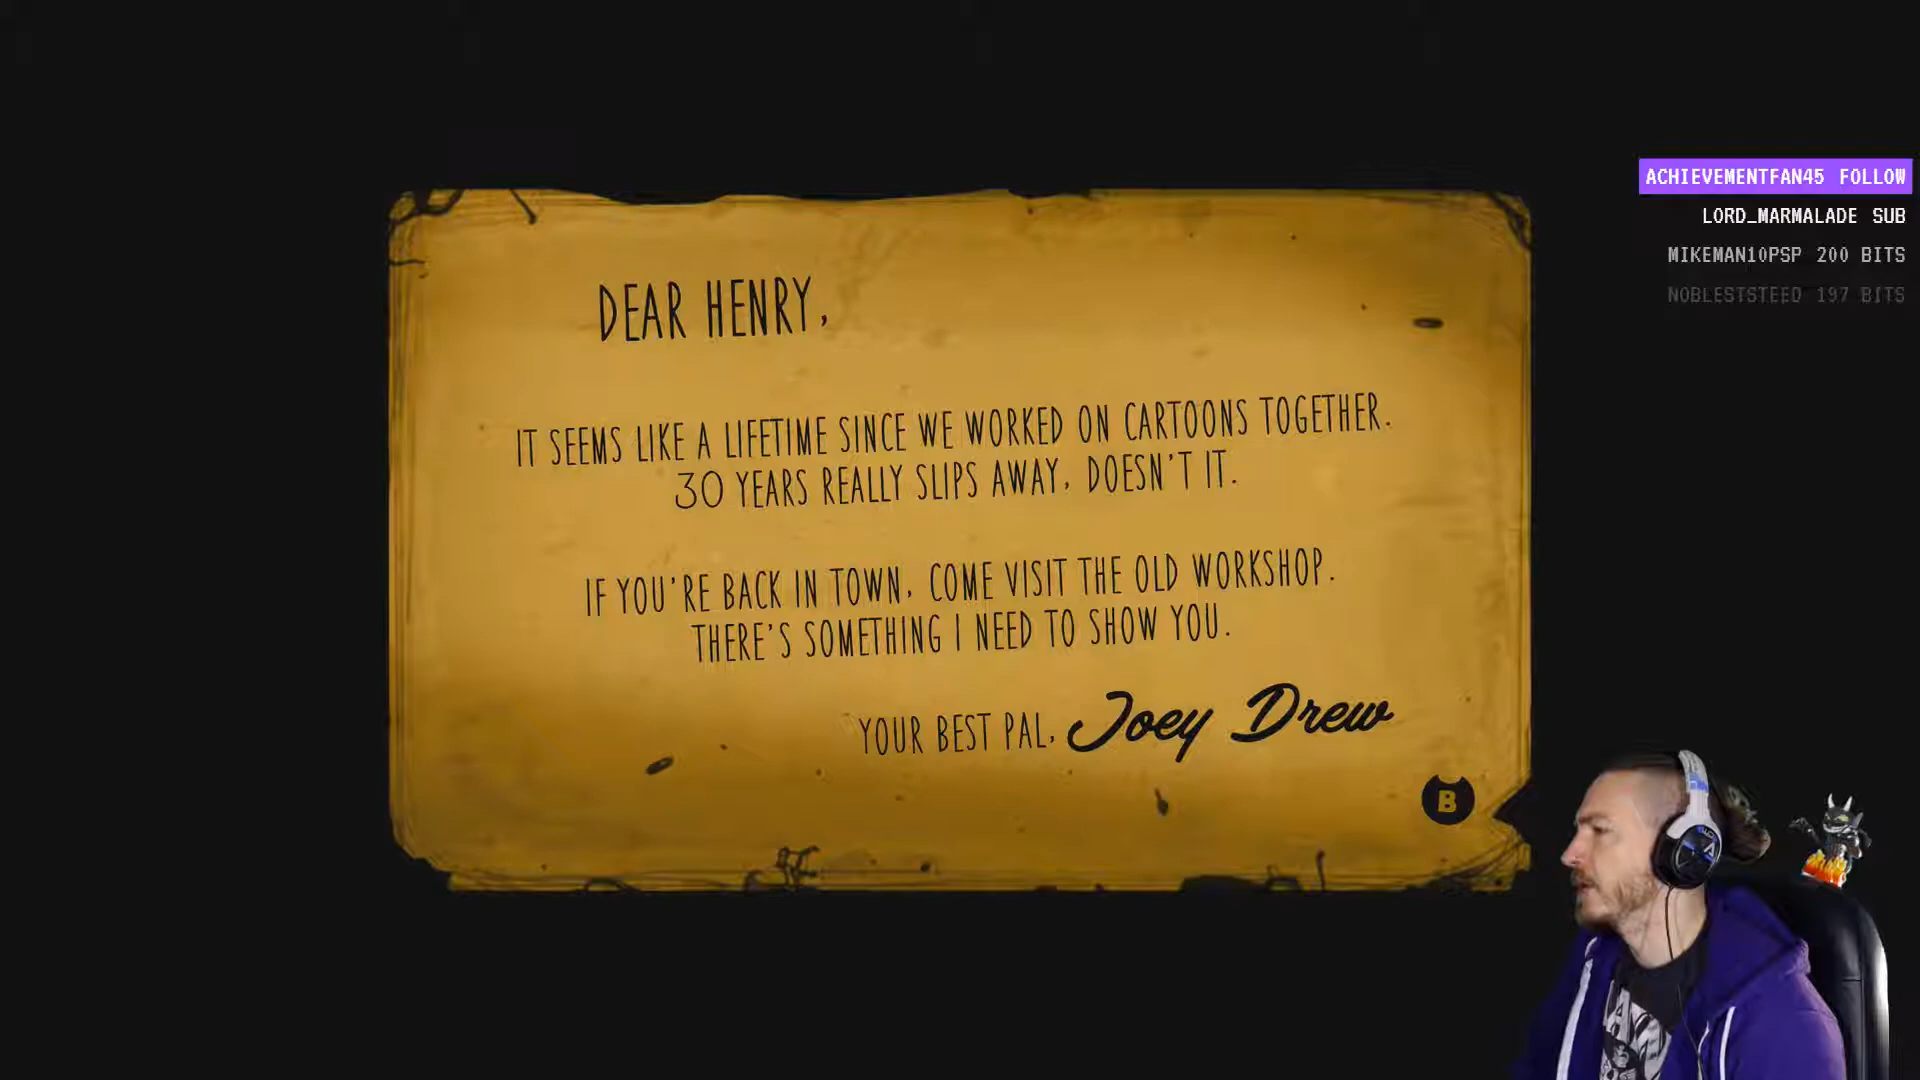 DEAR HENRY,
IT SEEMS LIKE A LIFETIME SINCE WE WORKED ON CARTOONS TOGETHER.
30 YEARS REALLY SLIPS AWAY, DOESN'T IT.
IF YOU'RE BACK IN TOWN, COME VISIT THE OLD WORKSHOP.
THERE'S SOMETHING I NEED TO SHOW YOU.
YOUR BEST PAL, Joey Drew
B
ACHIEVEMENTFAN45 FOLLOW
LORD_MARMALADE SUB
MIKEMAN10PSP 200 BITS
NOBLESTSTEED 197 BITS